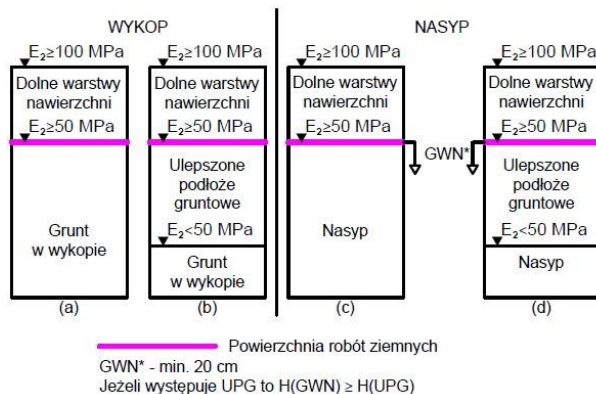 WYKOP NASYP
E₂≥100 MPa E₂≥100 MPa E₂≥100 MPa E₂≥100 MPa
Dolne warstwy Dolne warstwy Dolne warstwy Dolne warstwy
nawierzchni nawierzchni nawierzchni nawierzchni
E₂≥50 MPa E₂≥50 MPa E₂≥50 MPa E₂≥50 MPa
GWN*
Ulepszone Ulepszone
podłoże podłoże
gruntowe gruntowe
Grunt Nasyp
w wykopie
E₂<50 MPa E₂<50 MPa
Grunt Nasyp
w wykopie
(a) (b) (c) (d)
Powierzchnia robót ziemnych
GWN* - min. 20 cm
Jeżeli występuje UPG to H(GWN) ≥ H(UPG)